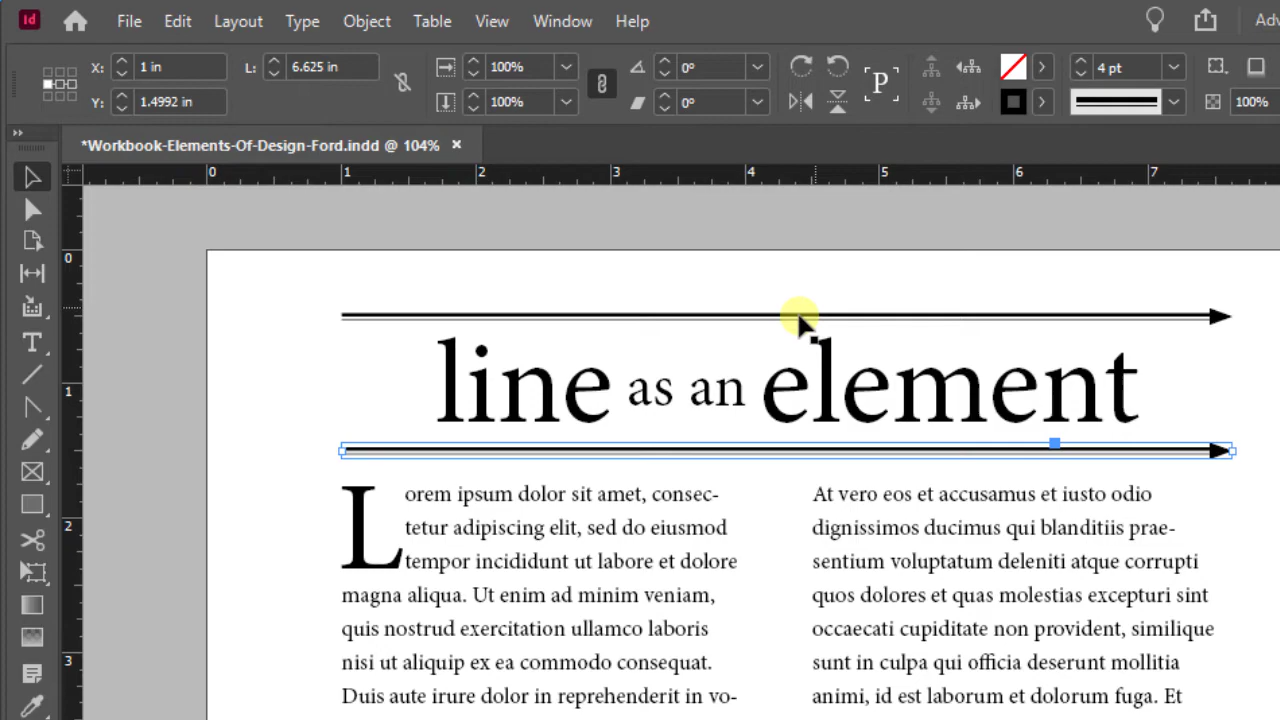 Id File Edit Layout Type Object Table View Window Help
X: 1 in L: 6.625 in 100% 0° P 4 pt
Y: 1.4992 in 100% 0° 100%
*Workbook-Elements-Of-Design-Ford.indd @ 104% ×
0 1 2 3 4 5 6 7
0
1
2
3
line as an element
Lorem ipsum dolor sit amet, consec-
tetur adipiscing elit, sed do eiusmod
tempor incididunt ut labore et dolore
magna aliqua. Ut enim ad minim veniam,
quis nostrud exercitation ullamco laboris
nisi ut aliquip ex ea commodo consequat.
Duis aute irure dolor in reprehenderit in vo-
At vero eos et accusamus et iusto odio
dignissimos ducimus qui blanditiis prae-
sentium voluptatum deleniti atque corrupti
quos dolores et quas molestias excepturi sint
occaecati cupiditate non provident, similique
sunt in culpa qui officia deserunt mollitia
animi, id est laborum et dolorum fuga. Et